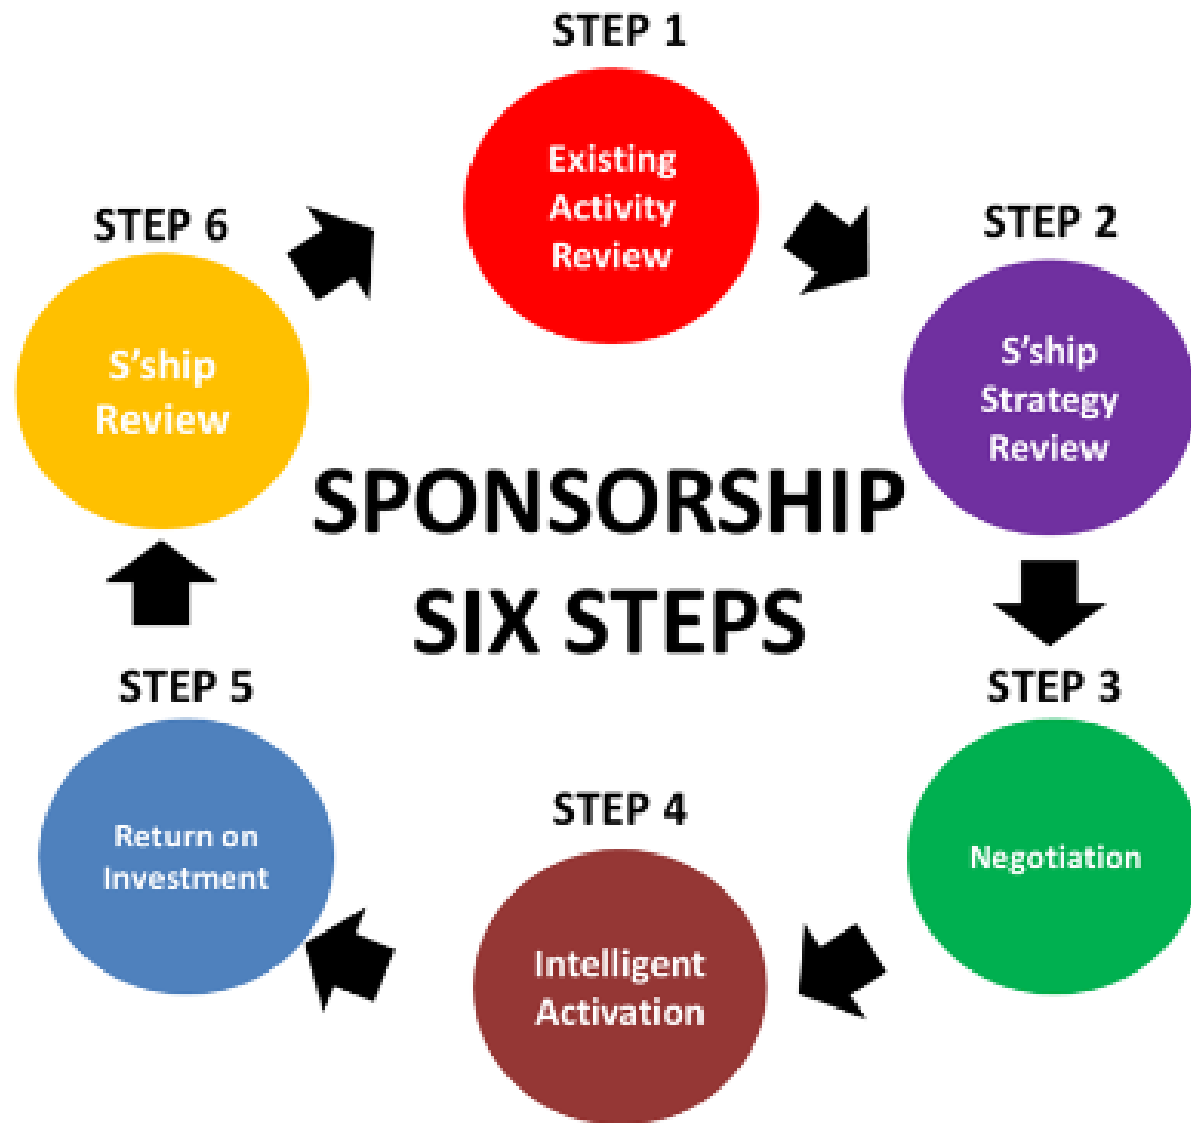 STEP 1
Existing
Activity
Review
STEP 2
S'ship
Strategy
Review
STEP 3
Negotiation
STEP 4
Intelligent
Activation
STEP 5
Return on
Investment
STEP 6
S'ship
Review
SPONSORSHIP
SIX STEPS